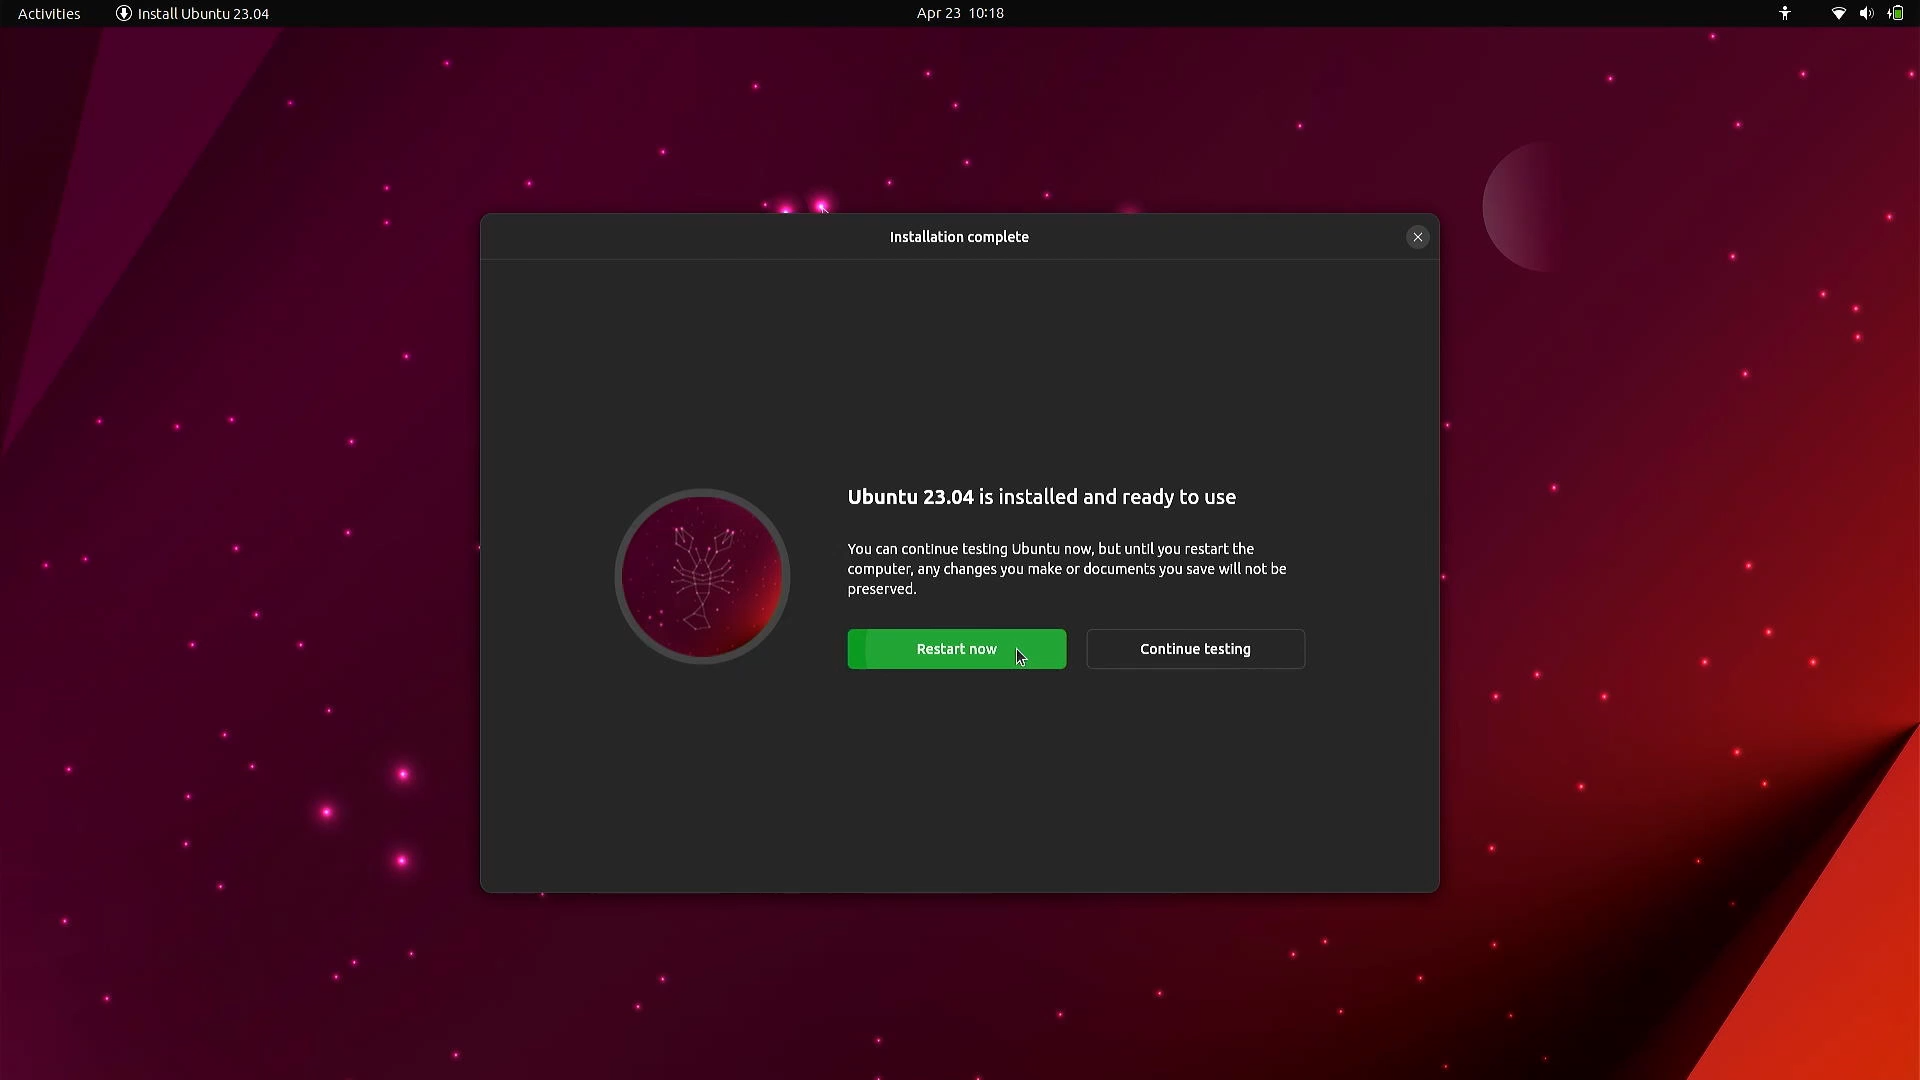 Activities Install Ubuntu 23.04 Apr 23 10:18
Installation complete
Ubuntu 23.04 is installed and ready to use
You can continue testing Ubuntu now, but until you restart the
computer, any changes you make or documents you save will not be
preserved.
Restart now Continue testing